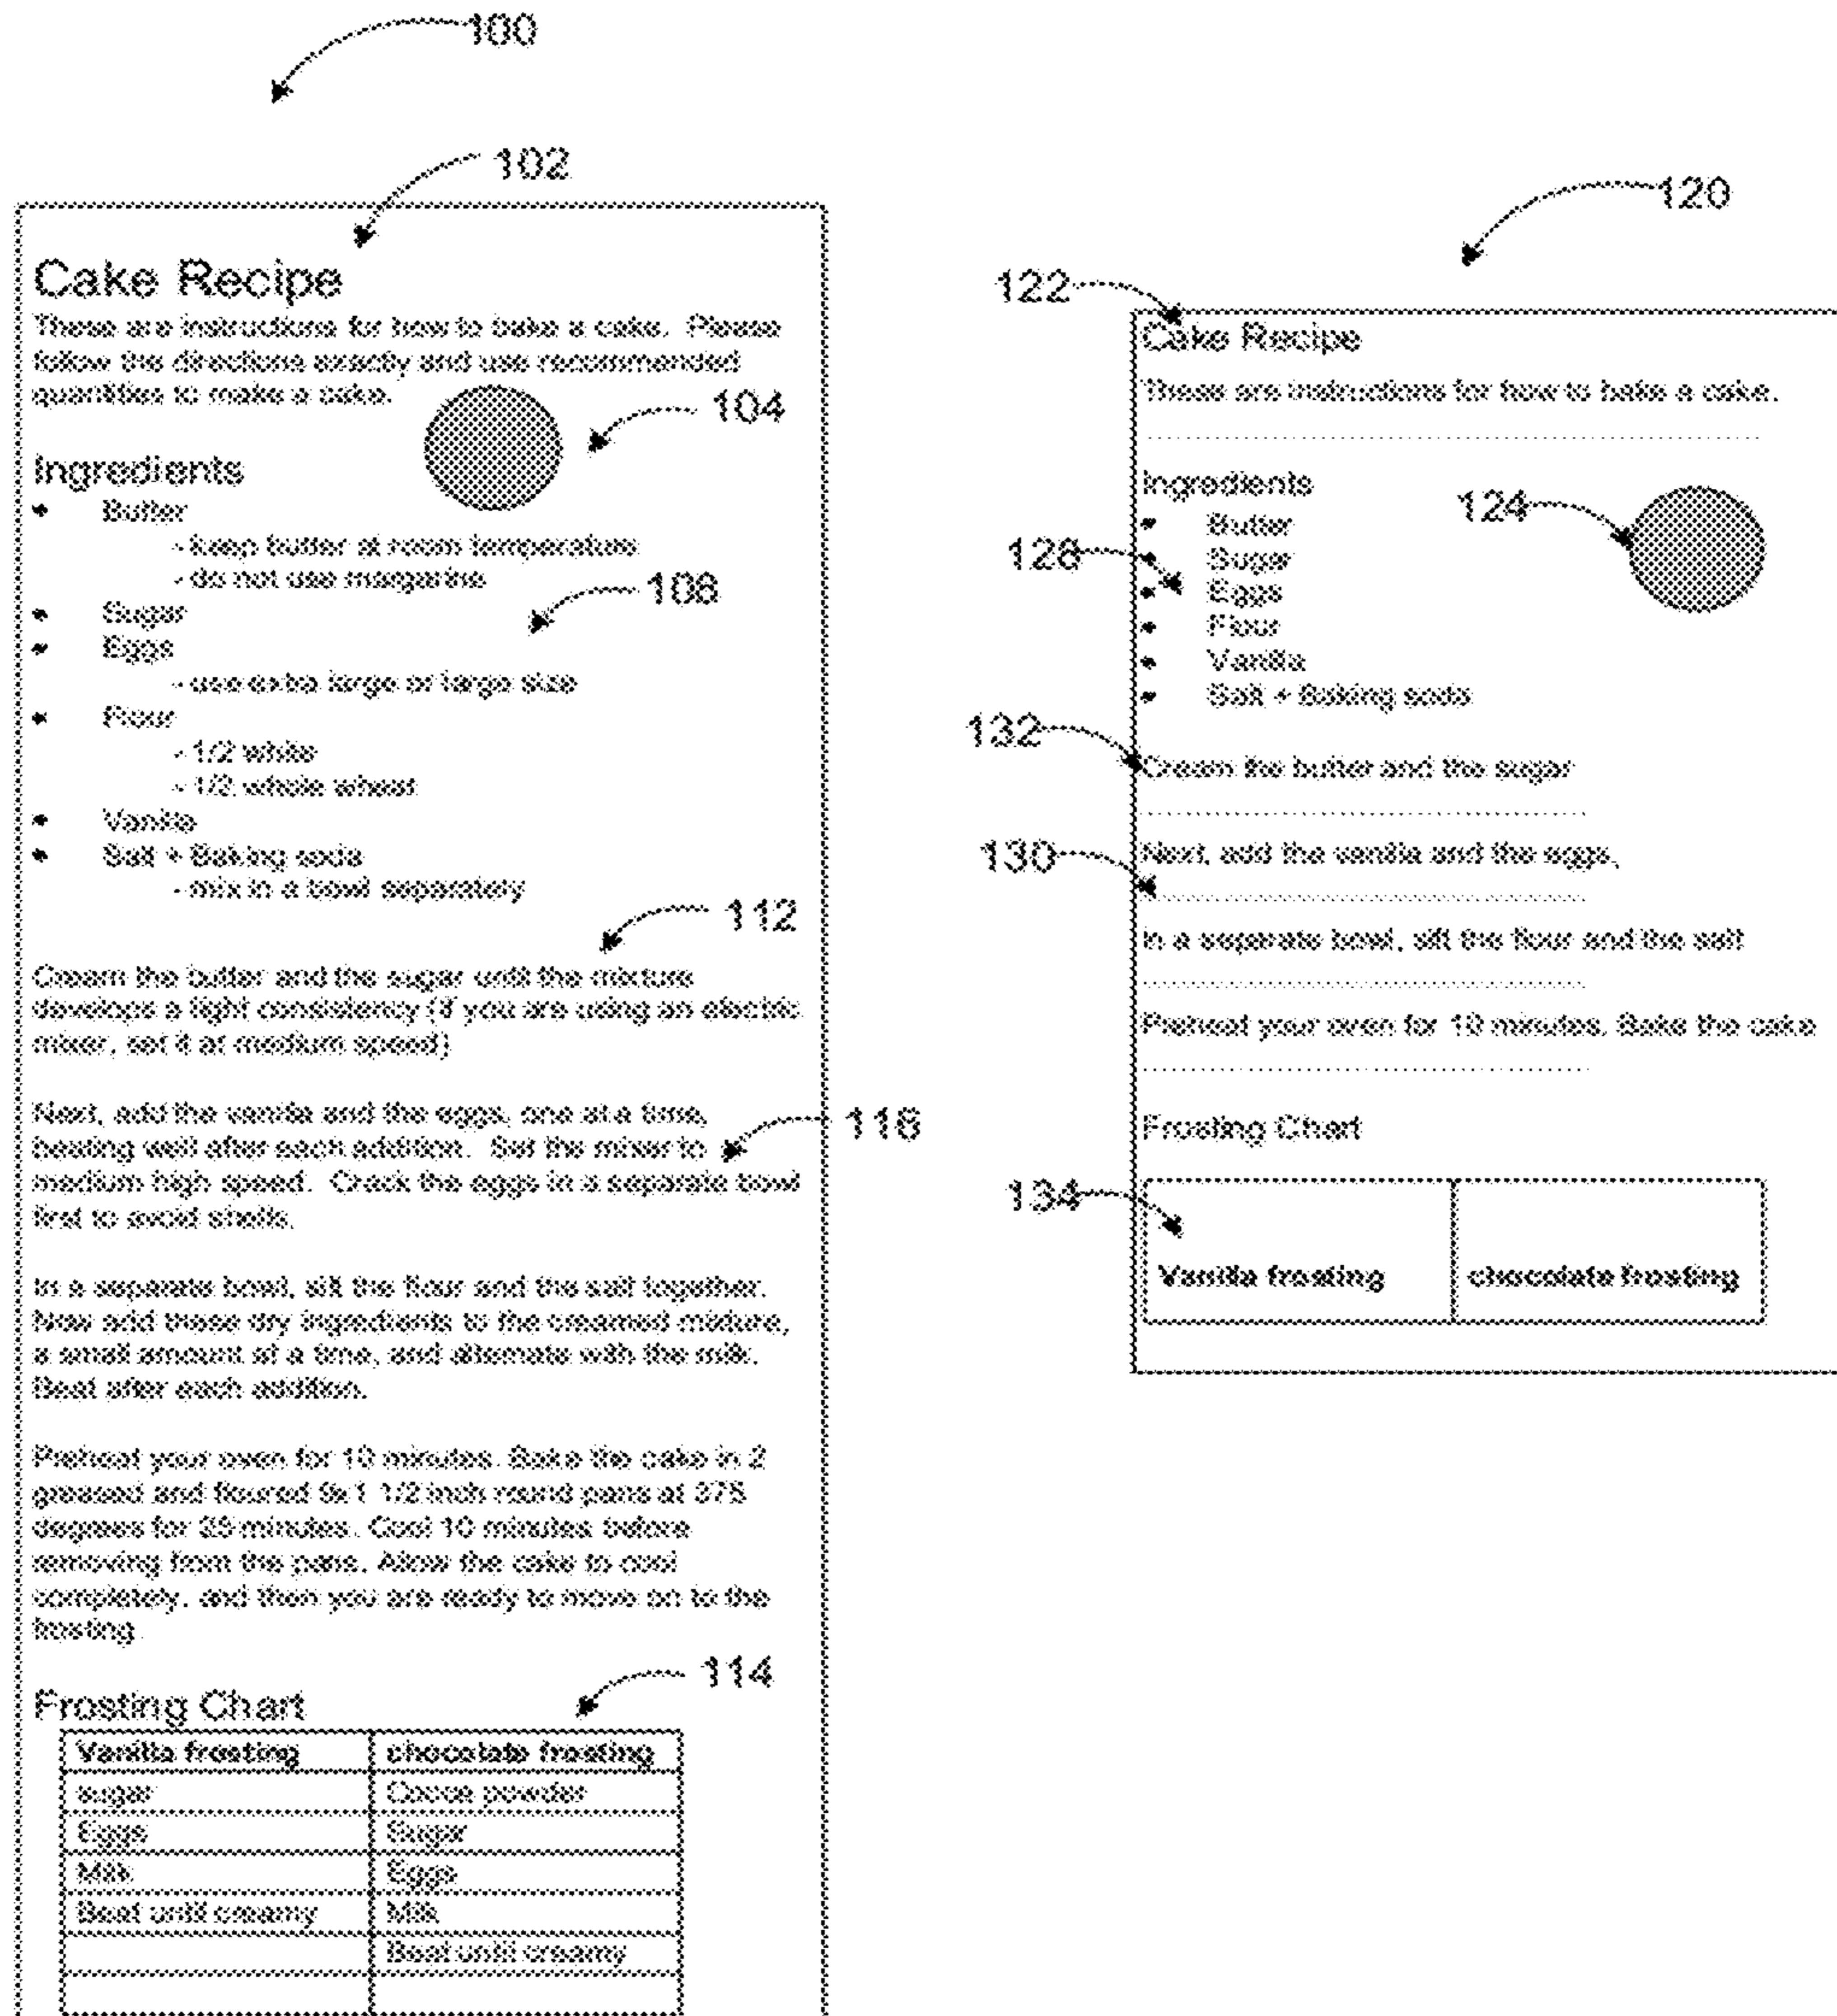 100
102
Cake Recipe
These are instructions for how to bake a cake. Please
follow the directions exactly and use recommended
quantities to make a cake.
104
Ingredients
• Butter
- keep butter at room temperature
- do not use margarine
108
• Sugar
• Eggs
- use extra large or large size
• Flour
- 1/2 white
- 1/2 whole wheat
• Vanilla
• Salt + Baking soda
- mix in a bowl separately
112
Cream the butter and the sugar until the mixture
develops a light consistency (if you are using an electric
mixer, set it at medium speed)
Next, add the vanilla and the eggs, one at a time,
beating well after each addition. Set the mixer to
116
medium high speed. Crack the eggs in a separate bowl
first to avoid shells.
In a separate bowl, sift the flour and the salt together.
Now add these dry ingredients to the creamed mixture,
a small amount at a time, and alternate with the milk.
Beat after each addition.
Preheat your oven for 10 minutes. Bake the cake in 2
greased and floured 9x1 1/2 inch round pans at 375
degrees for 25 minutes. Cool 10 minutes before
removing from the pans. Allow the cake to cool
completely, and then you are ready to move on to the
frosting.
114
Frosting Chart
Vanilla frosting chocolate frosting
sugar Cocoa powder
Eggs Sugar
Milk Eggs
Beat until creamy Milk
Beat until creamy
120
122
Cake Recipe
These are instructions for how to bake a cake.
Ingredients
124
• Butter
128
• Sugar
• Eggs
• Flour
• Vanilla
• Salt + Baking soda
132
Cream the butter and the sugar
130
Next, add the vanilla and the eggs,
In a separate bowl, sift the flour and the salt
Preheat your oven for 10 minutes. Bake the cake
Frosting Chart
134
Vanilla frosting chocolate frosting